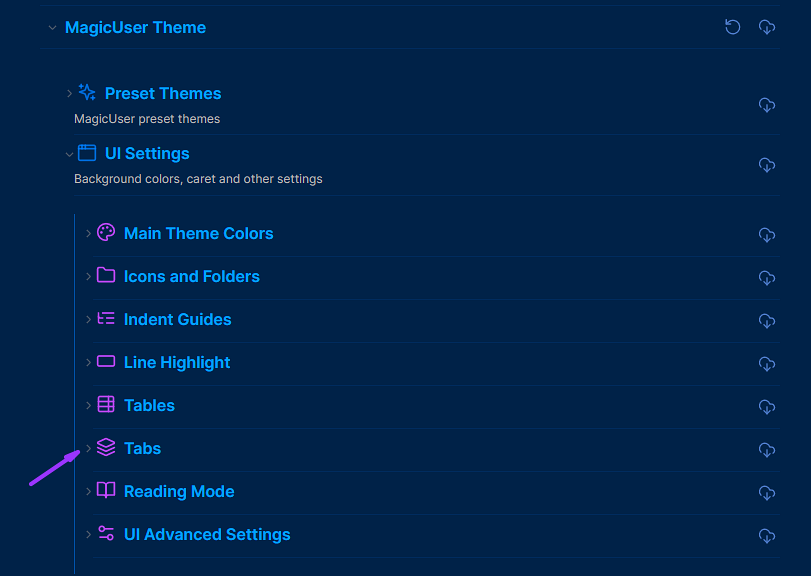 MagicUser Theme
Preset Themes
MagicUser preset themes
UI Settings
Background colors, caret and other settings
Main Theme Colors
Icons and Folders
Indent Guides
Line Highlight
Tables
Tabs
Reading Mode
UI Advanced Settings